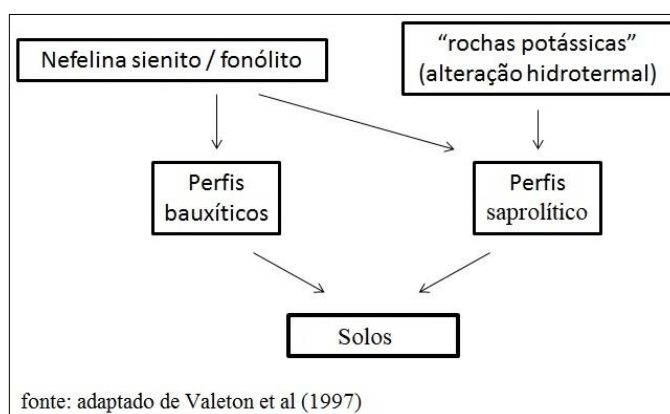 Nefelina sienito / fonólito
“rochas potássicas”
(alteração hidrotermal)
Perfis
bauxíticos
Perfis
saprolítico
Solos
fonte: adaptado de Valeton et al (1997)